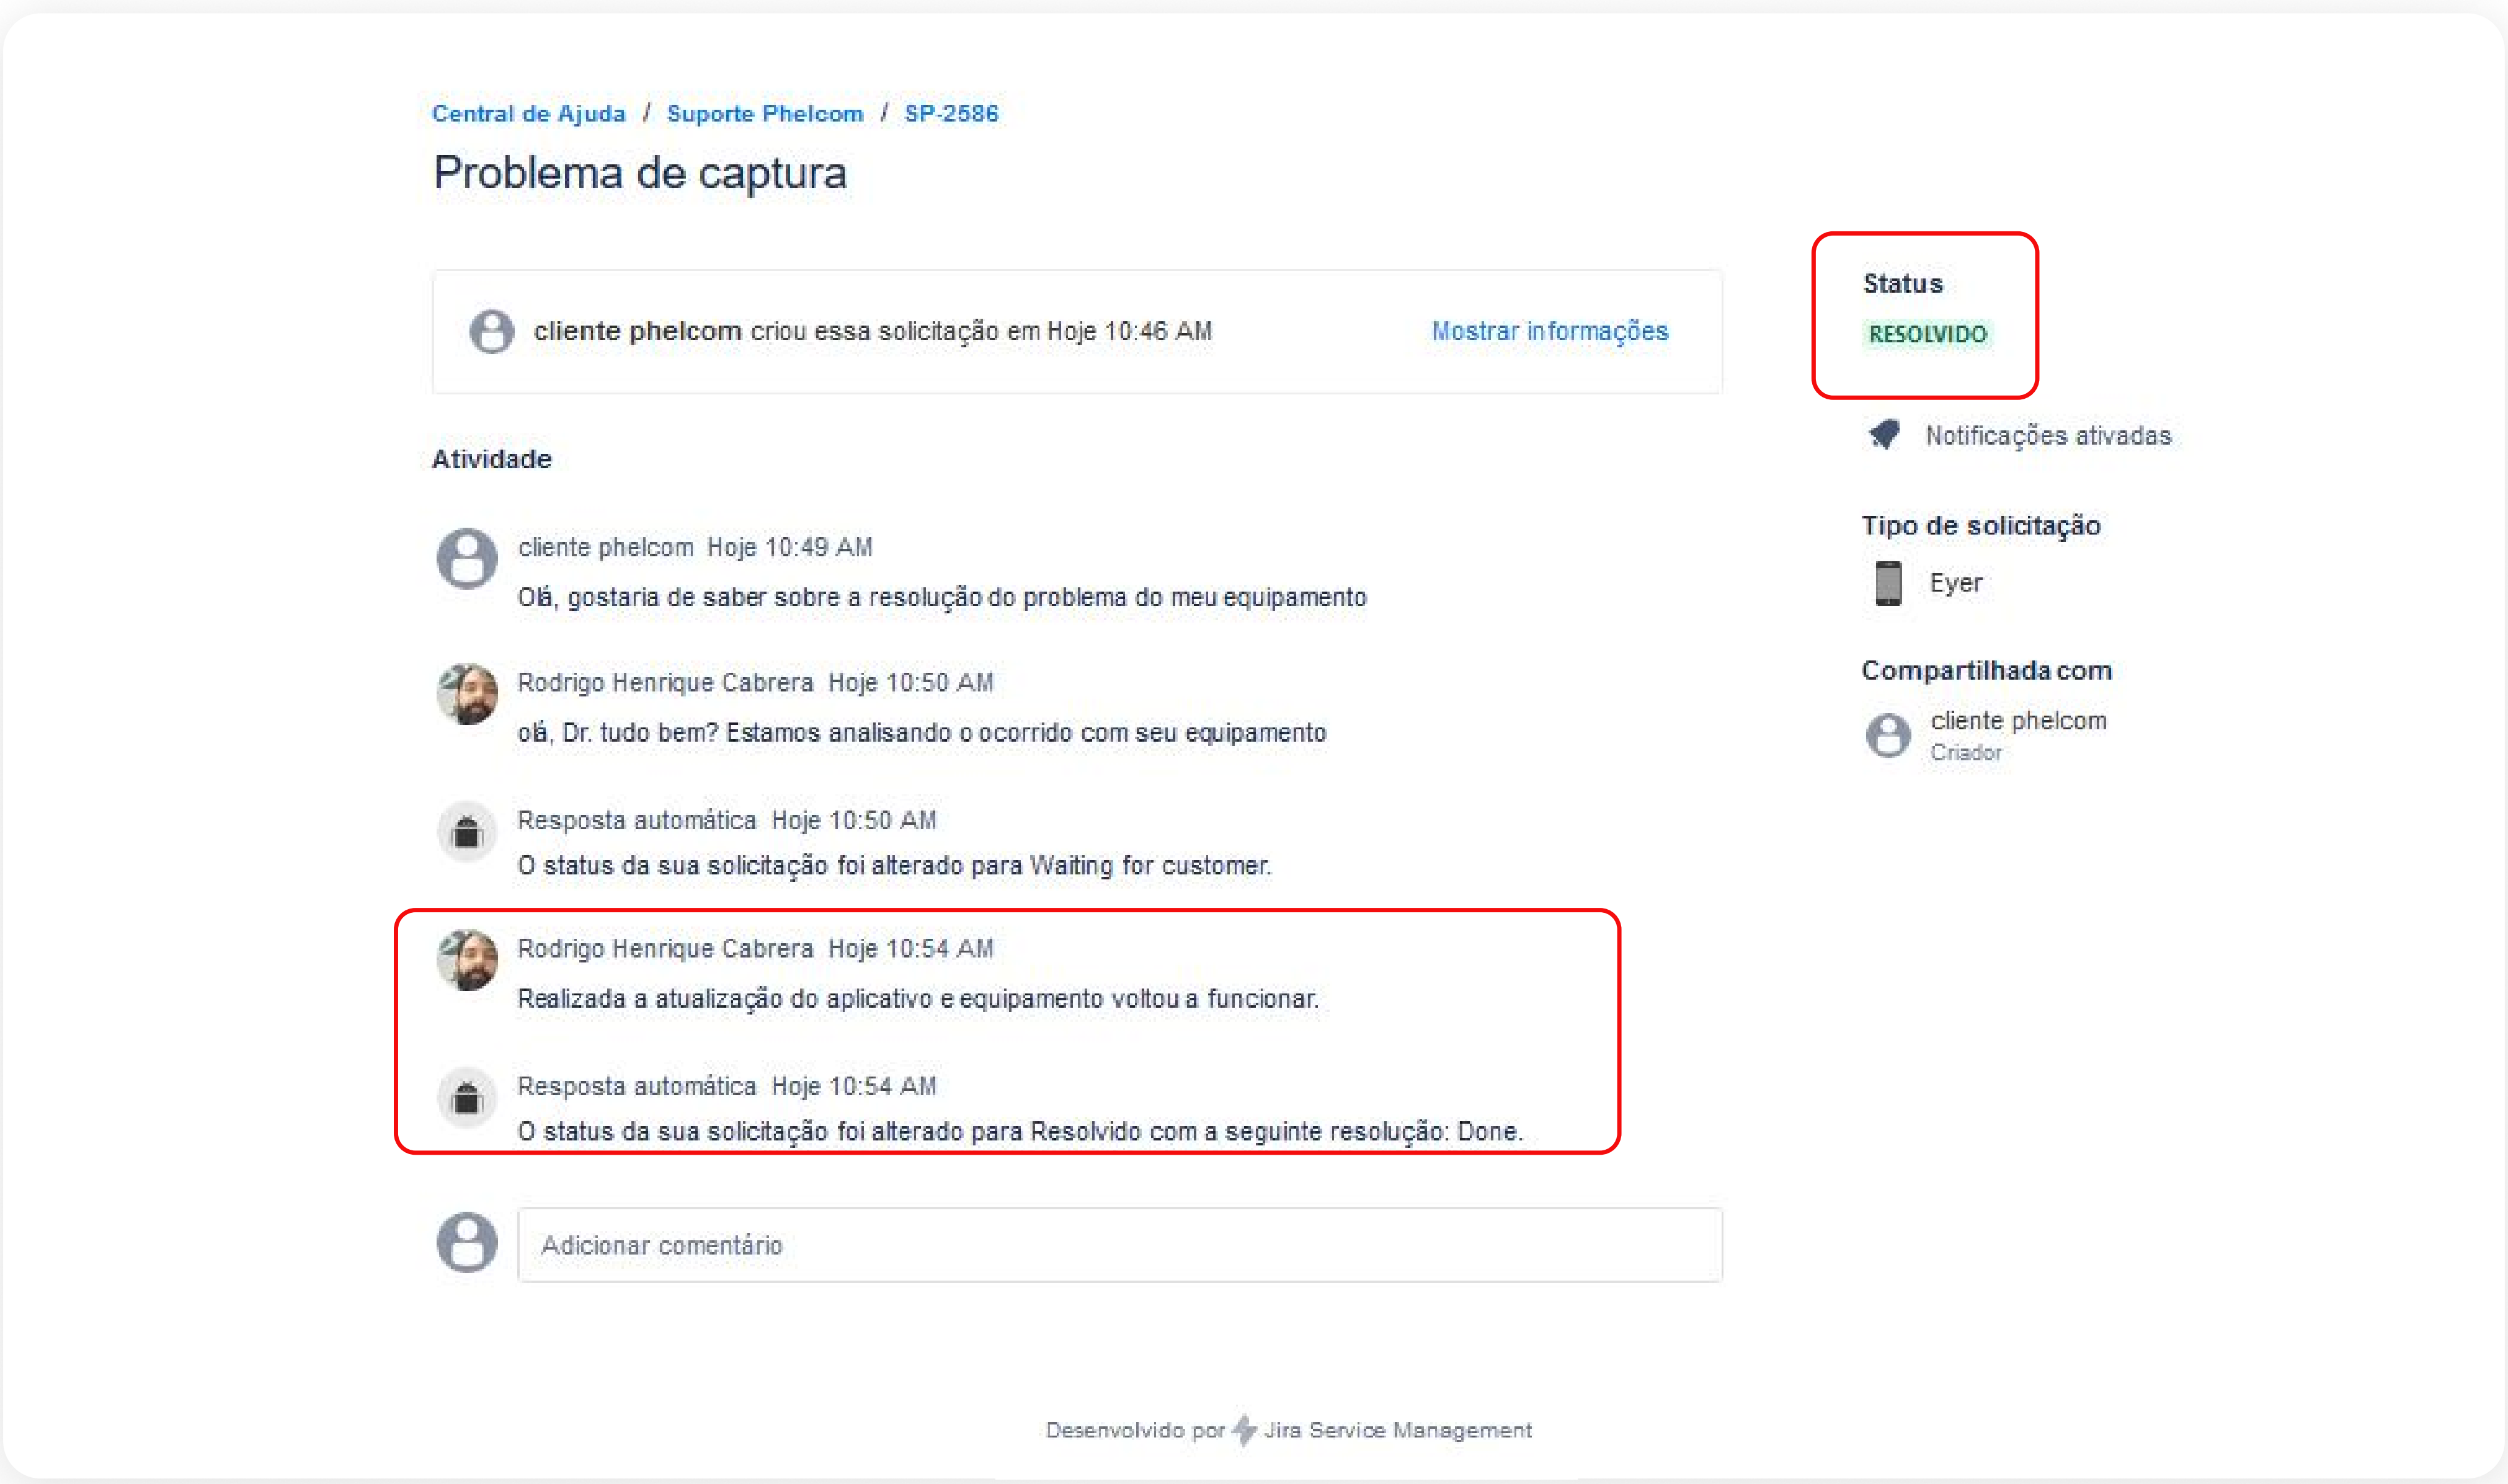 Central de Ajuda / Suporte Phelcom / SP-2586
Problema de captura
cliente phelcom criou essa solicitação em Hoje 10:46 AM
Mostrar informações
Atividade
cliente phelcom Hoje 10:49 AM
Olá, gostaria de saber sobre a resolução do problema do meu equipamento
Rodrigo Henrique Cabrera Hoje 10:50 AM
olá, Dr. tudo bem? Estamos analisando o ocorrido com seu equipamento
Resposta automática Hoje 10:50 AM
O status da sua solicitação foi alterado para Waiting for customer.
Rodrigo Henrique Cabrera Hoje 10:54 AM
Realizada a atualização do aplicativo e equipamento voltou a funcionar.
Resposta automática Hoje 10:54 AM
O status da sua solicitação foi alterado para Resolvido com a seguinte resolução: Done.
Adicionar comentário
Status
RESOLVIDO
Notificações ativadas
Tipo de solicitação
Eyer
Compartilhada com
cliente phelcom
Criador
Desenvolvido por Jira Service Management